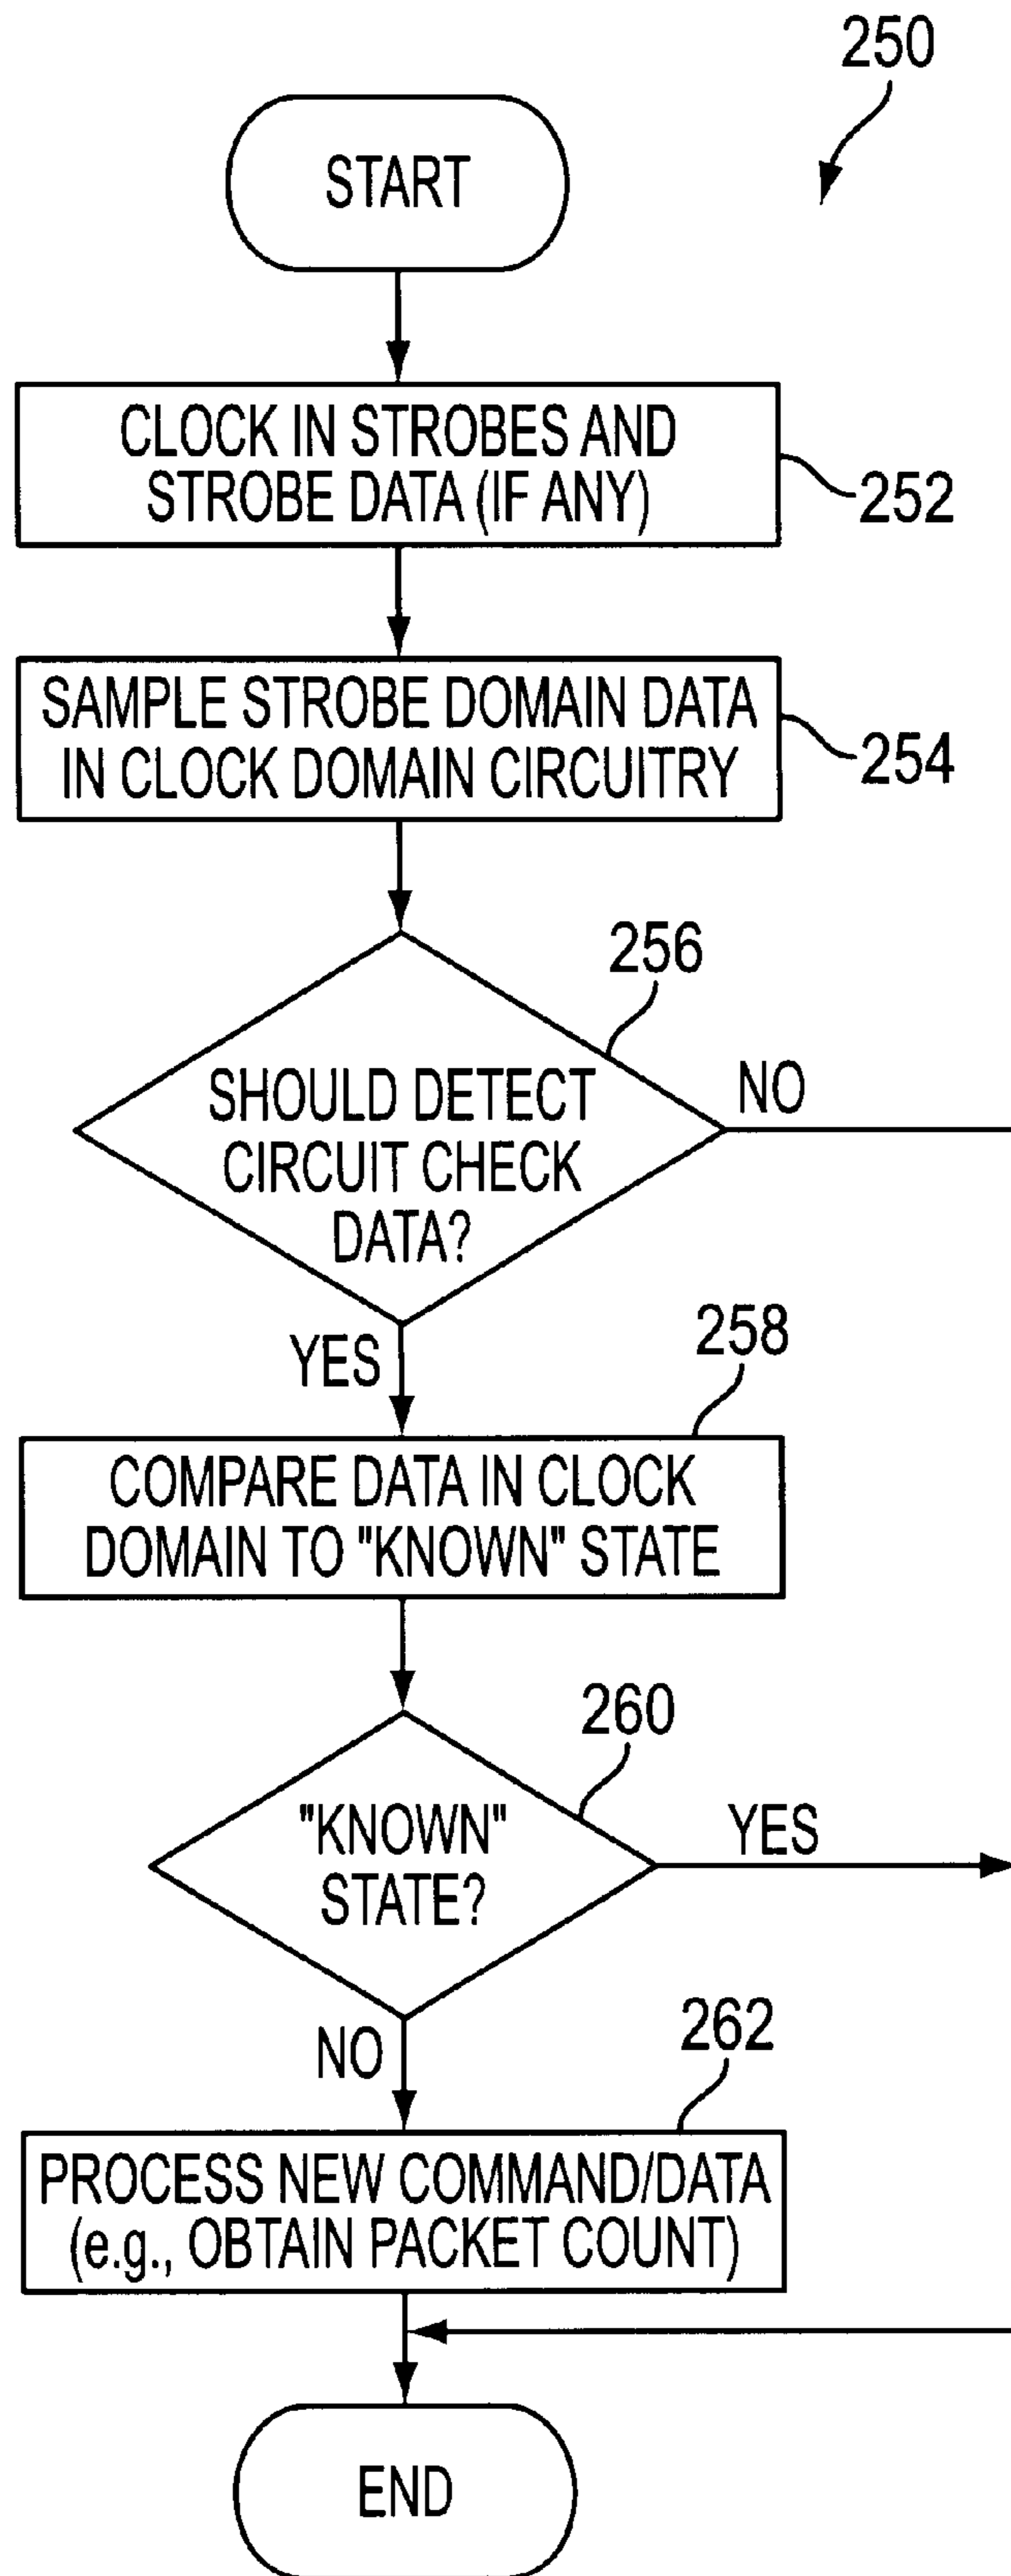 250
START
CLOCK IN STROBES AND
STROBE DATA (IF ANY)
252
SAMPLE STROBE DOMAIN DATA
IN CLOCK DOMAIN CIRCUITRY
254
256
SHOULD DETECT
CIRCUIT CHECK
DATA?
NO
YES
258
COMPARE DATA IN CLOCK
DOMAIN TO "KNOWN" STATE
260
"KNOWN"
STATE?
YES
NO
262
PROCESS NEW COMMAND/DATA
(e.g., OBTAIN PACKET COUNT)
END